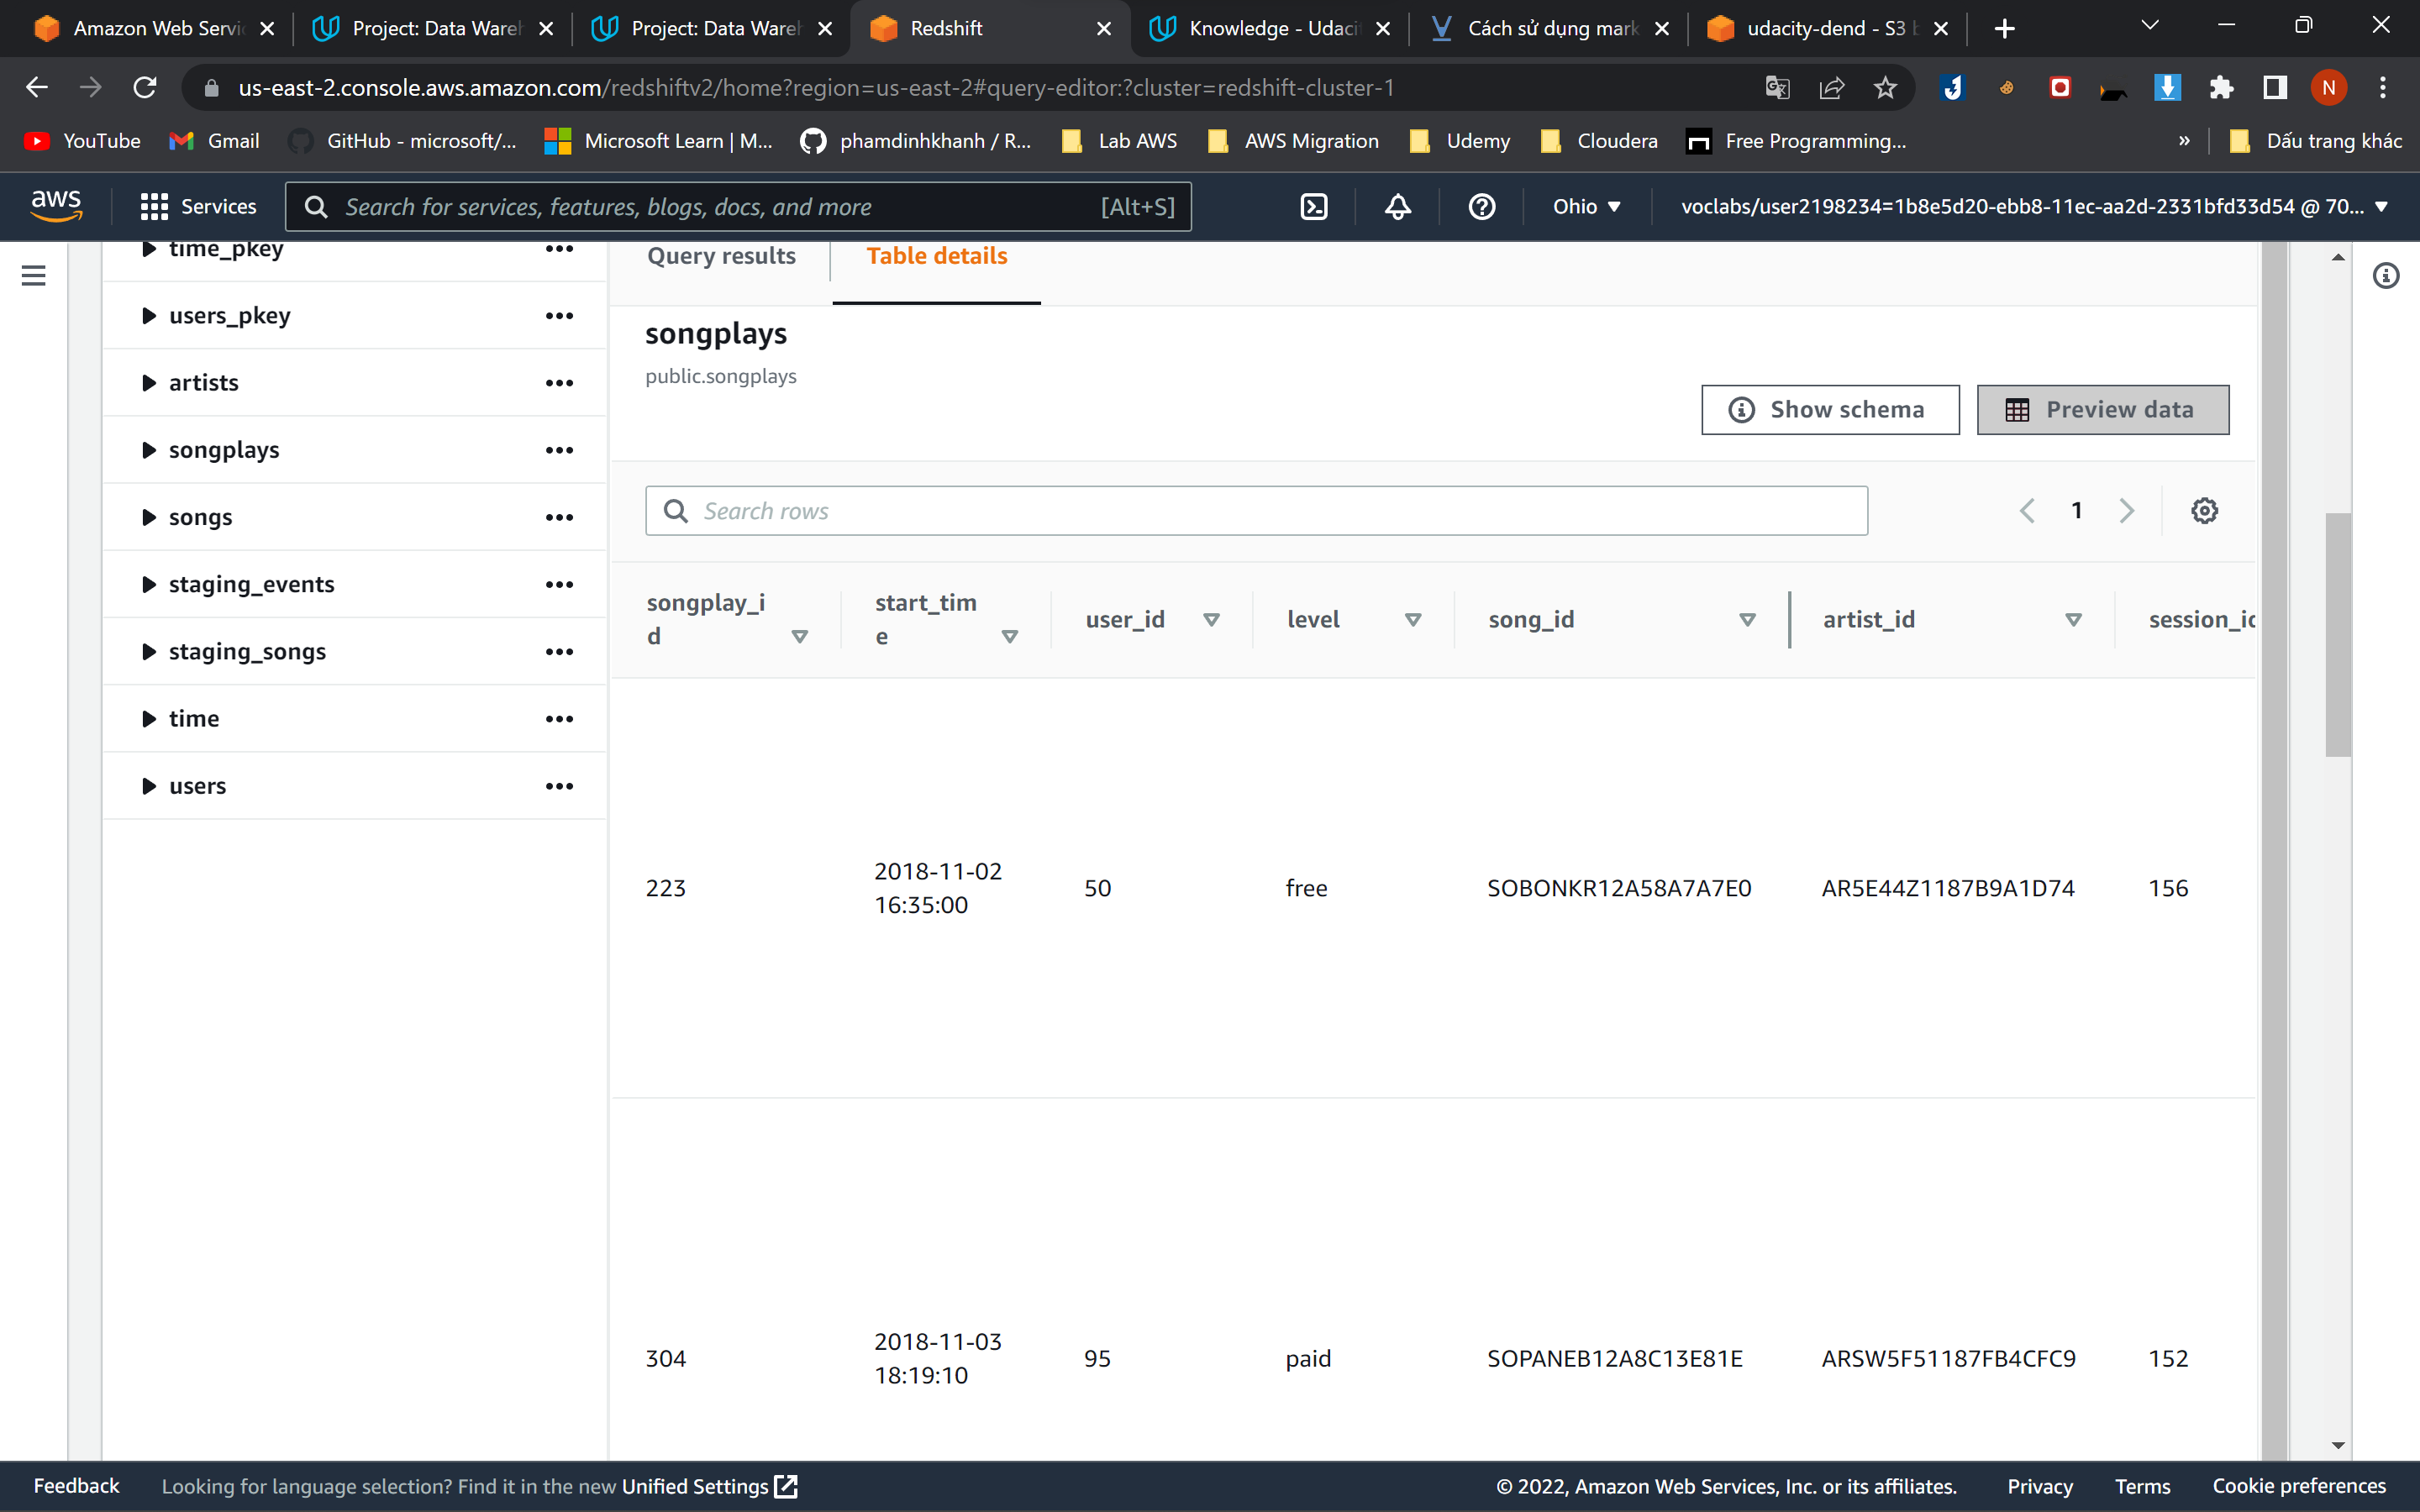 Amazon Web Servi
Project: Data Wareh
Project: Data Wareh
Redshift
Knowledge - Udaci
Cách sử dụng mark
udacity-dend - S3 b
us-east-2.console.aws.amazon.com/redshiftv2/home?region=us-east-2#query-editor:?cluster=redshift-cluster-1
N
YouTube
Gmail
GitHub - microsoft/...
Microsoft Learn | M...
phamdinhkhanh / R...
Lab AWS
AWS Migration
Udemy
Cloudera
Free Programming...
»
Dấu trang khác
aws
Services
Search for services, features, blogs, docs, and more
[Alt+S]
Ohio
voclabs/user2198234=1b8e5d20-ebb8-11ec-aa2d-2331bfd33d54 @ 70...
time_pkey
users_pkey
artists
songplays
songs
staging_events
staging_songs
time
users
Query results
Table details
songplays
public.songplays
Show schema
Preview data
Search rows
1
songplay_i
d
start_tim
e
user_id
level
song_id
artist_id
session_id
223
2018-11-02
16:35:00
50
free
SOBONKR12A58A7A7E0
AR5E44Z1187B9A1D74
156
304
2018-11-03
18:19:10
95
paid
SOPANEB12A8C13E81E
ARSW5F51187FB4CFC9
152
Feedback
Looking for language selection? Find it in the new Unified Settings
© 2022, Amazon Web Services, Inc. or its affiliates.
Privacy
Terms
Cookie preferences